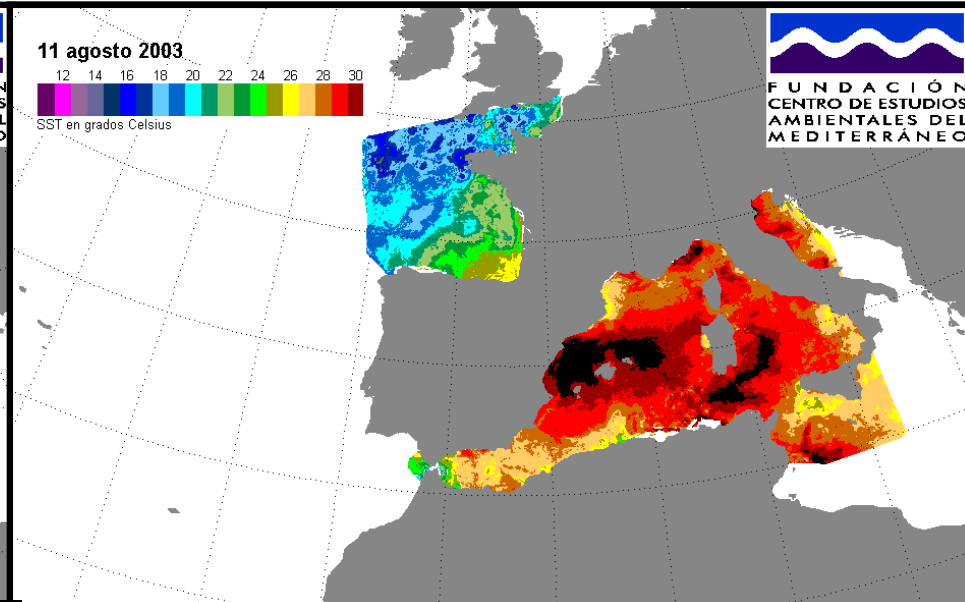 11 agosto 2003
12 14 16 18 20 22 24 26 28 30
SST en grados Celsius
FUNDACIÓN
CENTRO DE ESTUDIOS
AMBIENTALES DEL
MEDITERRÁNEO
N
S
L
O